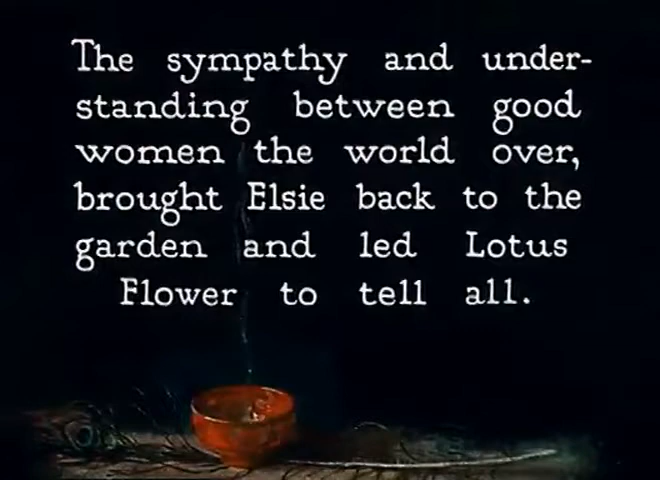 The sympathy and under-
standing between good
women the world over,
brought Elsie back to the
garden and led Lotus
Flower to tell all.